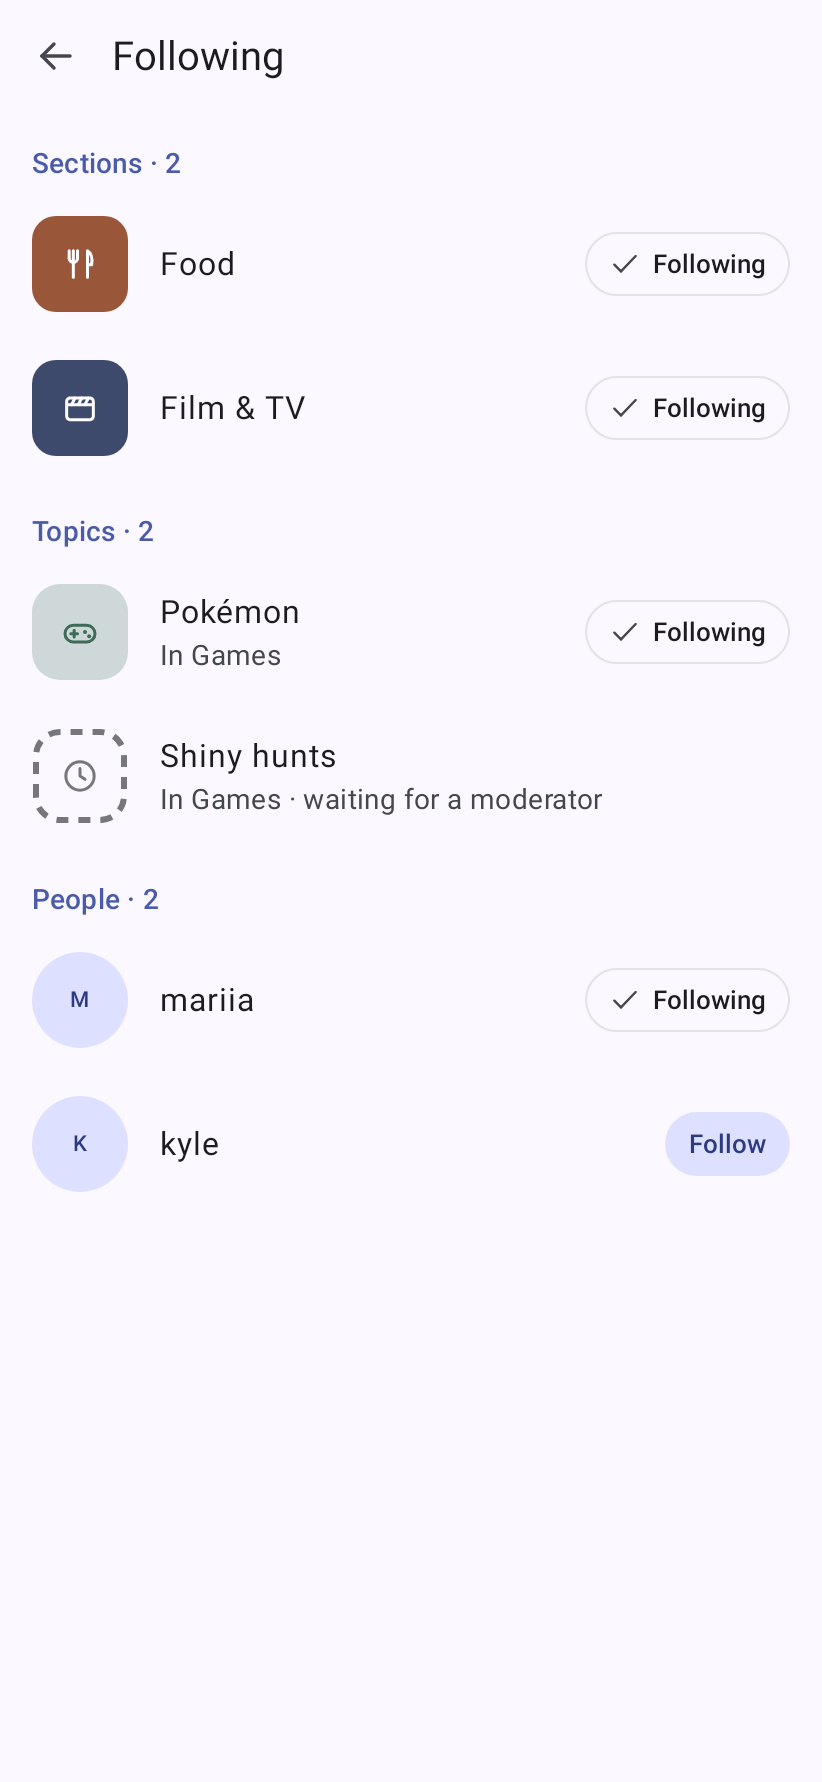 Following
Sections · 2
Food
Following
Film & TV
Following
Topics · 2
Pokémon
In Games
Following
Shiny hunts
In Games · waiting for a moderator
People · 2
M
mariia
Following
K
kyle
Follow